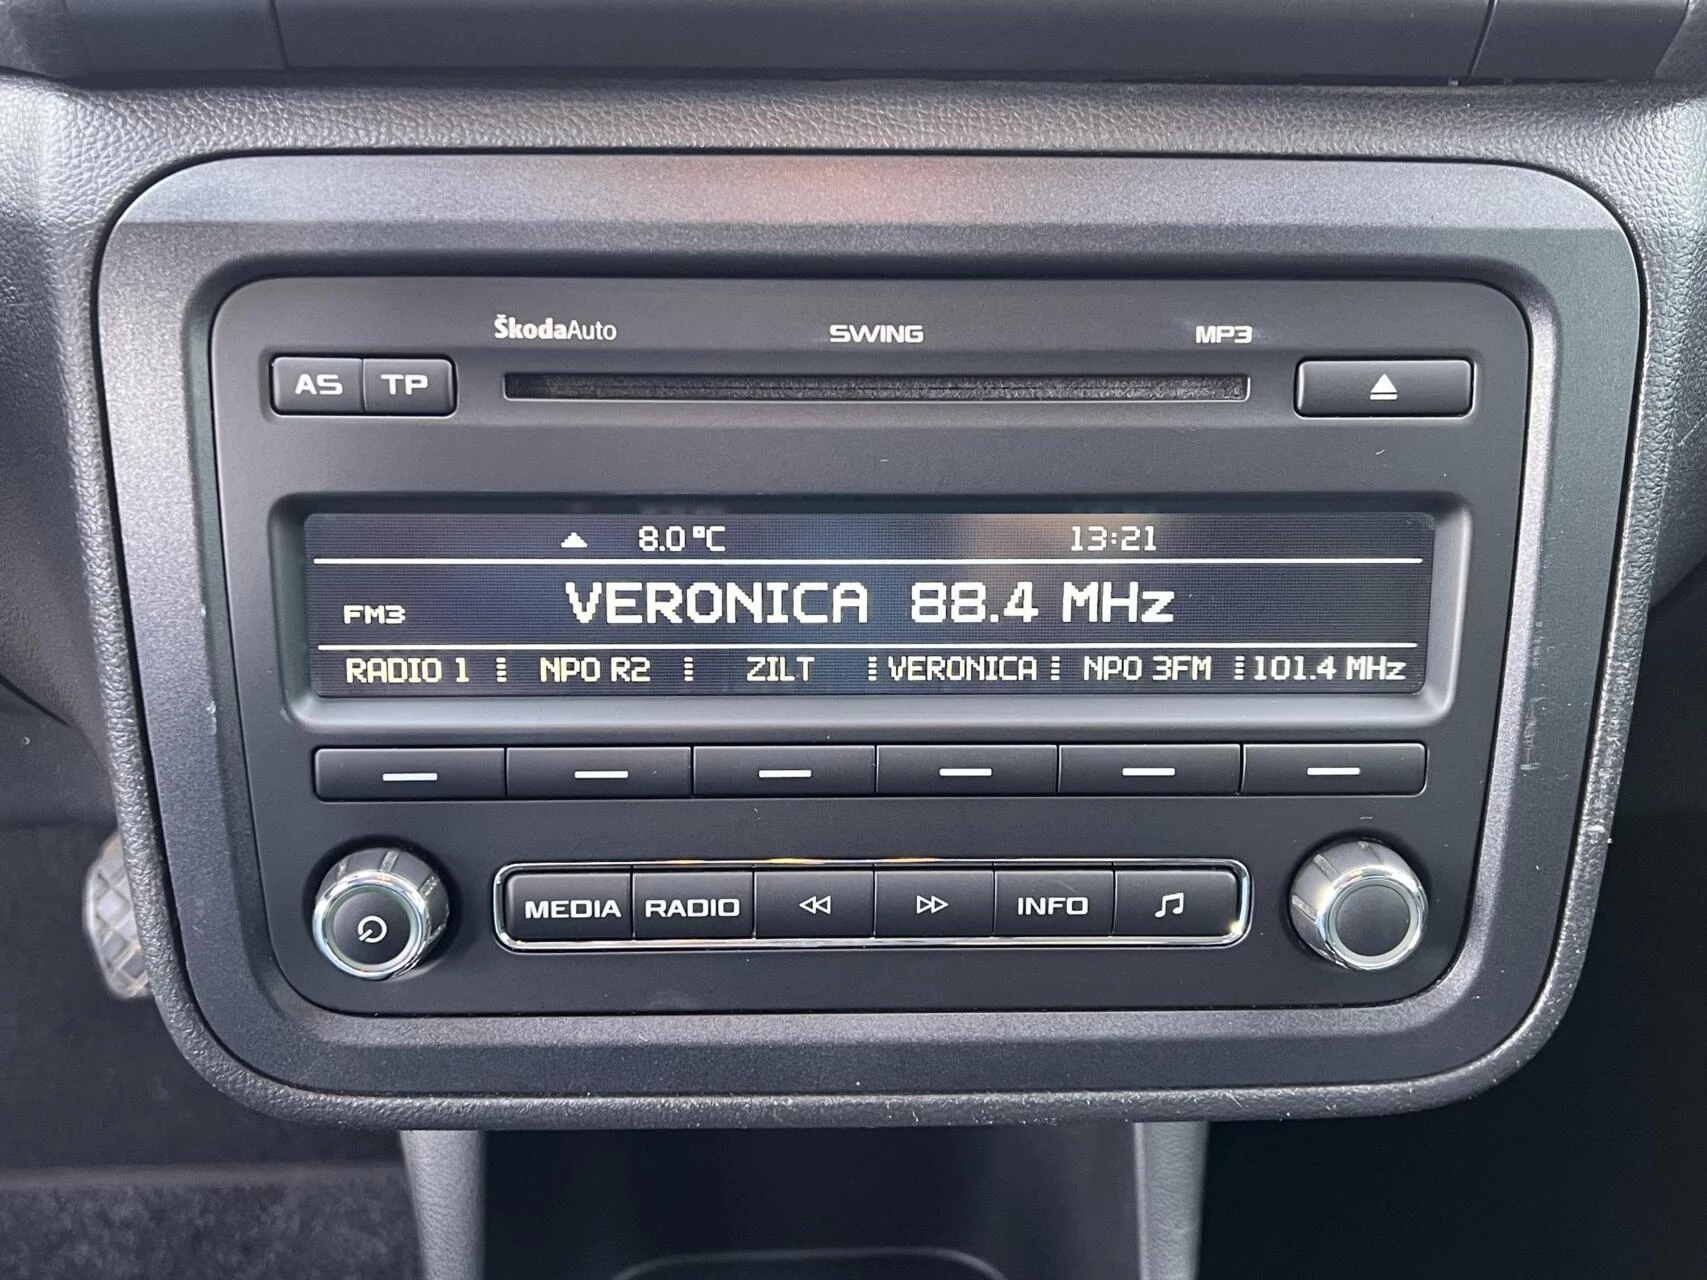 ŠkodaAuto SWING MP3
AS TP
8.0 °C 13:21
FM3 VERONICA 88.4 MHz
RADIO 1 NPO R2 ZILT VERONICA NPO 3FM 101.4 MHz
MEDIA RADIO INFO